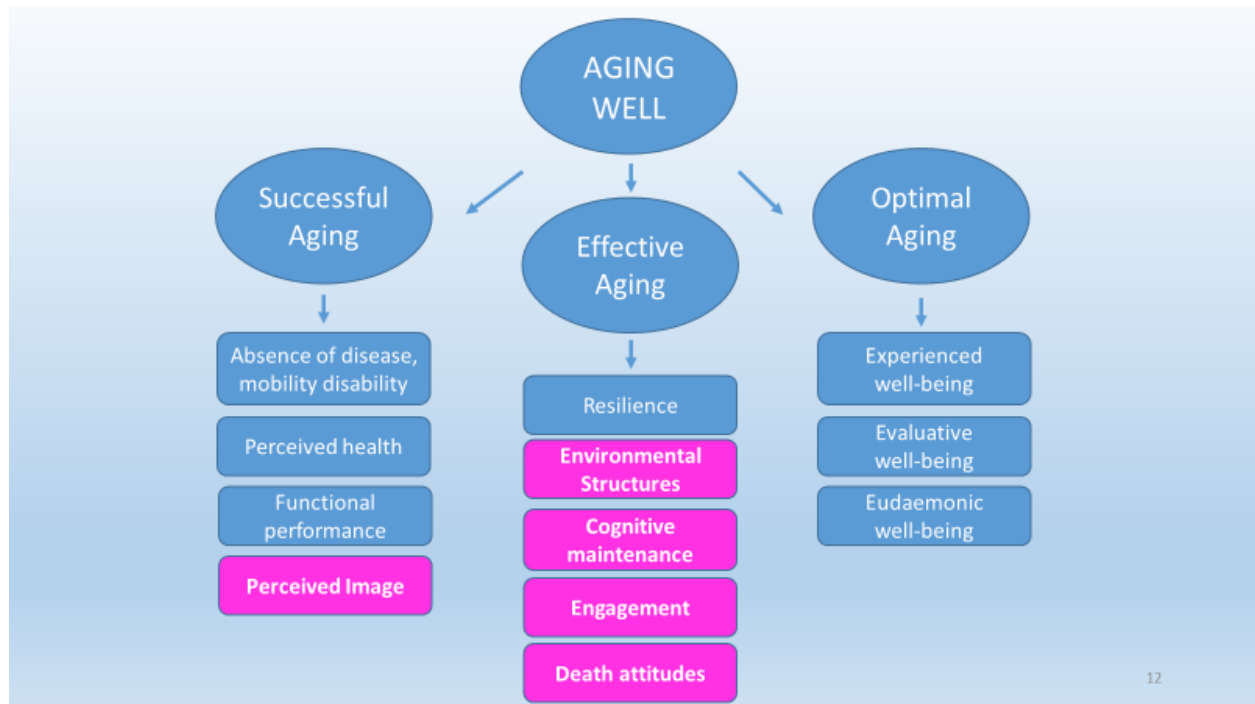 AGING
WELL
Successful
Aging
Absence of disease,
mobility disability
Perceived health
Functional
performance
Perceived Image
Effective
Aging
Resilience
Environmental
Structures
Cognitive
maintenance
Engagement
Death attitudes
Optimal
Aging
Experienced
well-being
Evaluative
well-being
Eudaemonic
well-being
12